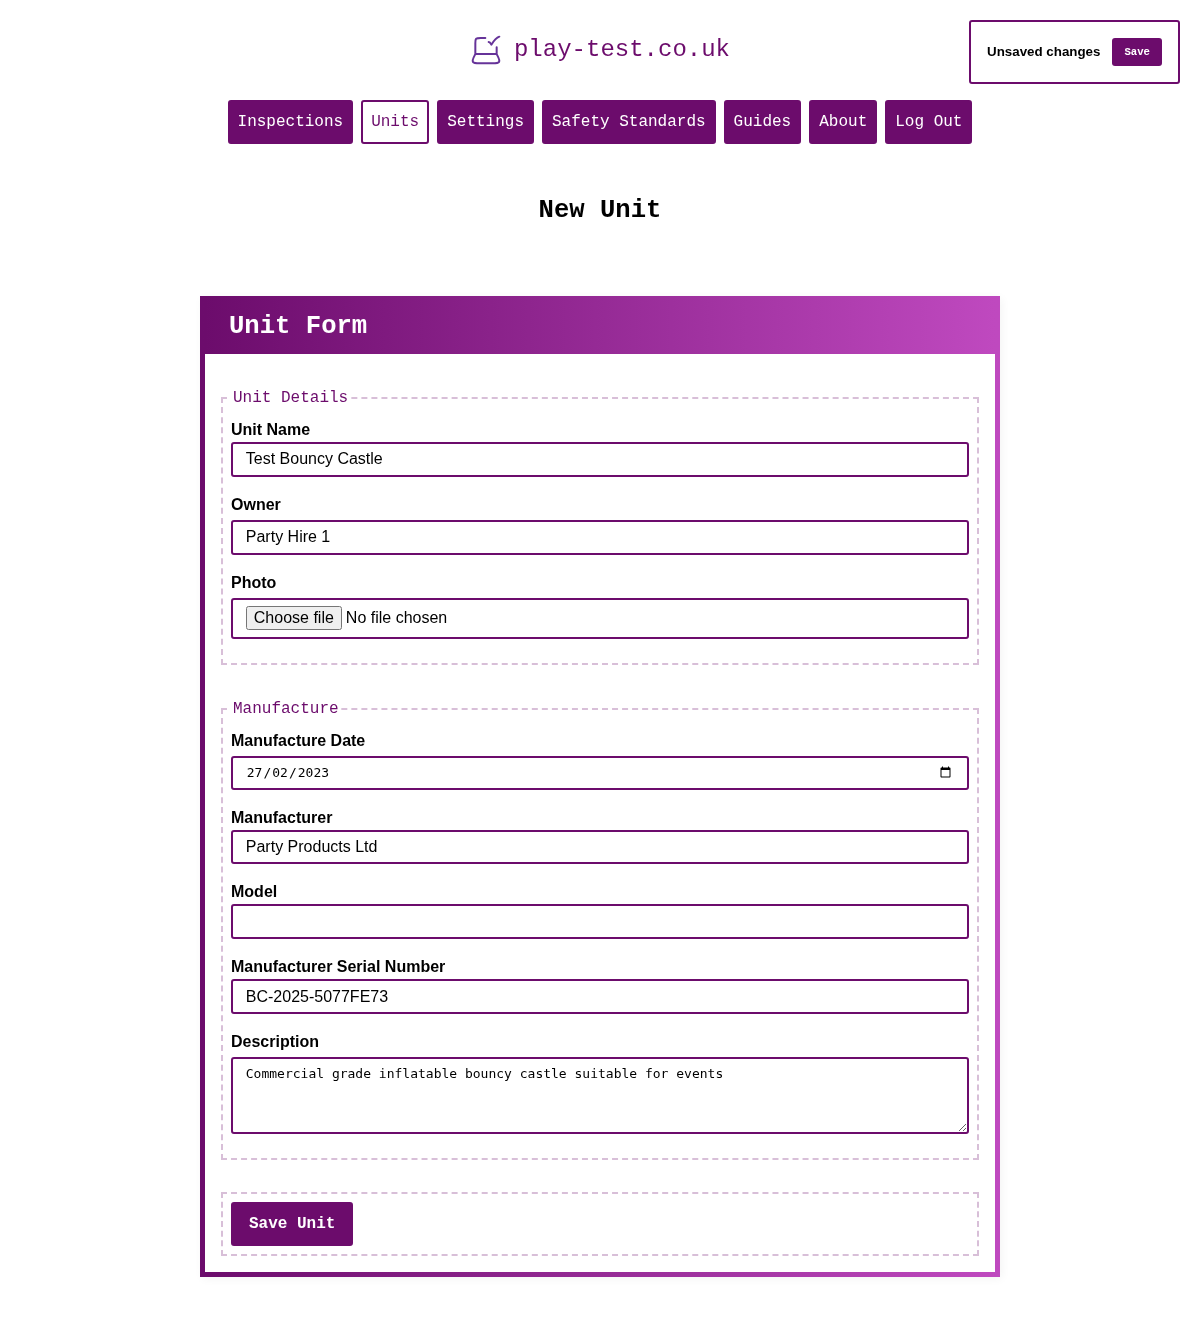 play-test.co.uk
Unsaved changes Save
Inspections Units Settings Safety Standards Guides About Log Out
New Unit
Unit Form
Unit Details
Unit Name
Test Bouncy Castle
Owner
Party Hire 1
Photo
Choose file No file chosen
Manufacture
Manufacture Date
27/02/2023
Manufacturer
Party Products Ltd
Model
Manufacturer Serial Number
BC-2025-5077FE73
Description
Commercial grade inflatable bouncy castle suitable for events
Save Unit